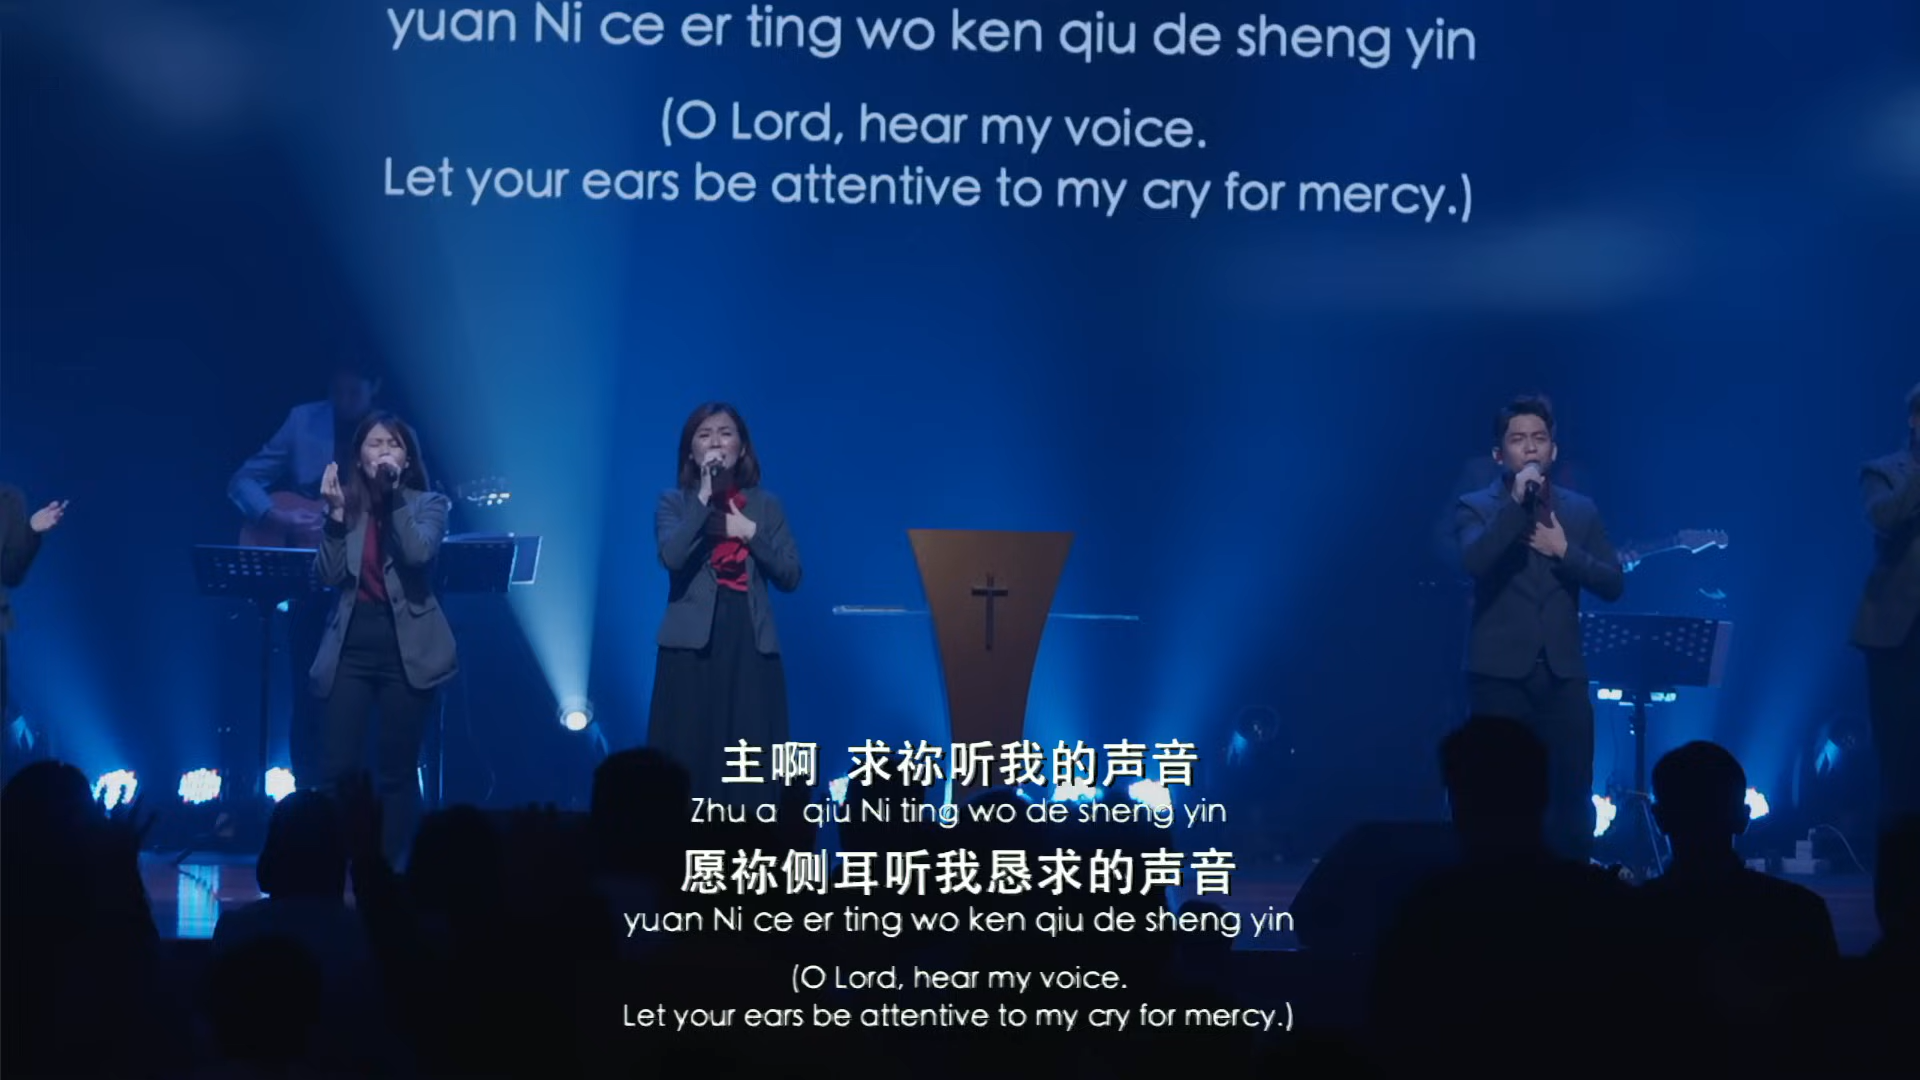 yuan Ni ce er ting wo ken qiu de sheng yin
(O Lord, hear my voice.
Let your ears be attentive to my cry for mercy.)
主啊 求祢听我的声音
Zhu a qiu Ni ting wo de sheng yin
愿祢侧耳听我恳求的声音
yuan Ni ce er ting wo ken qiu de sheng yin
(O Lord, hear my voice.
Let your ears be attentive to my cry for mercy.)